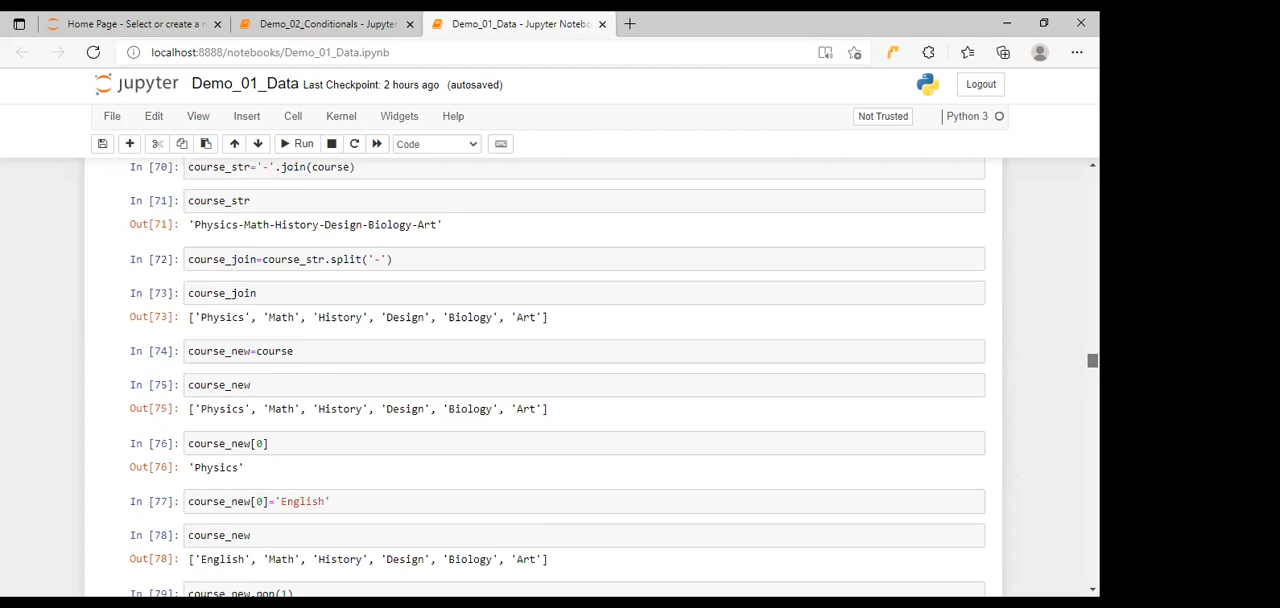 Home Page - Select or create a n
Demo_02_Conditionals - Jupyter
Demo_01_Data - Jupyter Notebo
localhost:8888/notebooks/Demo_01_Data.ipynb
jupyter Demo_01_Data Last Checkpoint: 2 hours ago (autosaved)
Logout
File Edit View Insert Cell Kernel Widgets Help
Not Trusted
Python 3
Run
Code
In [70]: course_str='-'.join(course)
In [71]: course_str
Out[71]: 'Physics-Math-History-Design-Biology-Art'
In [72]: course_join=course_str.split('-')
In [73]: course_join
Out[73]: ['Physics', 'Math', 'History', 'Design', 'Biology', 'Art']
In [74]: course_new=course
In [75]: course_new
Out[75]: ['Physics', 'Math', 'History', 'Design', 'Biology', 'Art']
In [76]: course_new[0]
Out[76]: 'Physics'
In [77]: course_new[0]='English'
In [78]: course_new
Out[78]: ['English', 'Math', 'History', 'Design', 'Biology', 'Art']
In [79]: course_new.pop(1)